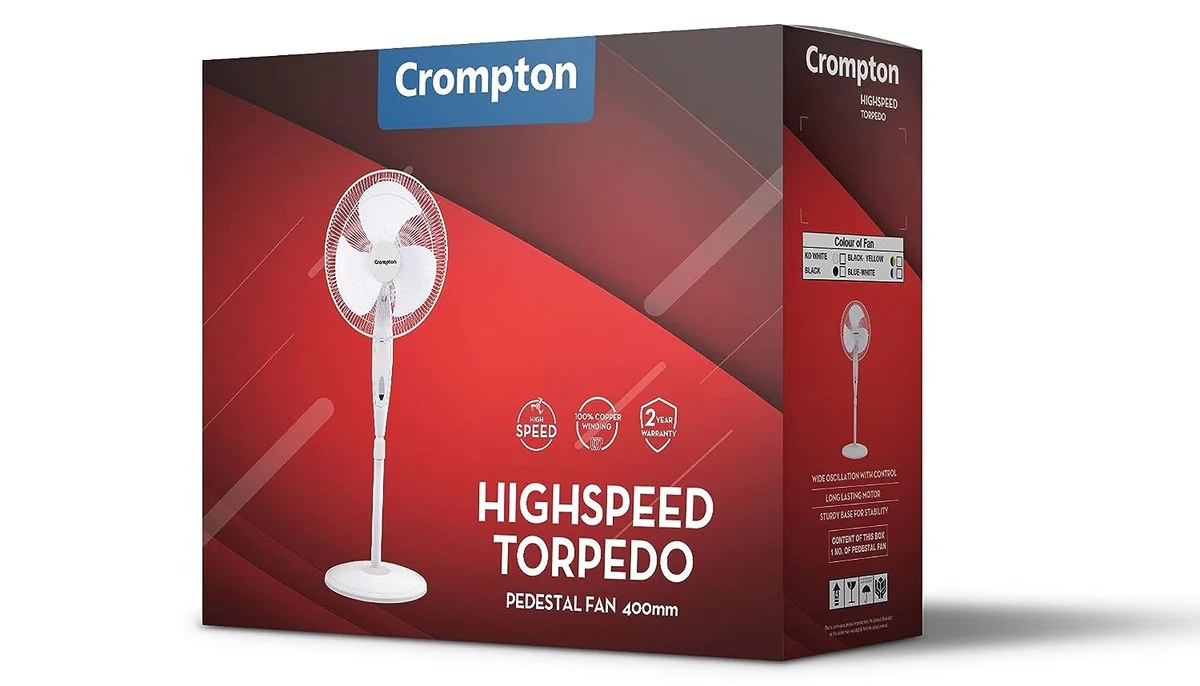 Crompton
Crompton
HIGH
SPEED
100% COPPER
WINDING
2 YEAR
WARRANTY
HIGHSPEED
TORPEDO
PEDESTAL FAN 400mm
Crompton
HIGHSPEED
TORPEDO
Colour of Fan
KD WHITE BLACK- YELLOW
BLACK BLUE-WHITE
WIDE OSCILLATION WITH CONTROL
LONG LASTING MOTOR
STURDY BASE FOR STABILITY
CONTENT OF THIS BOX
1 NO. OF PEDESTAL FAN